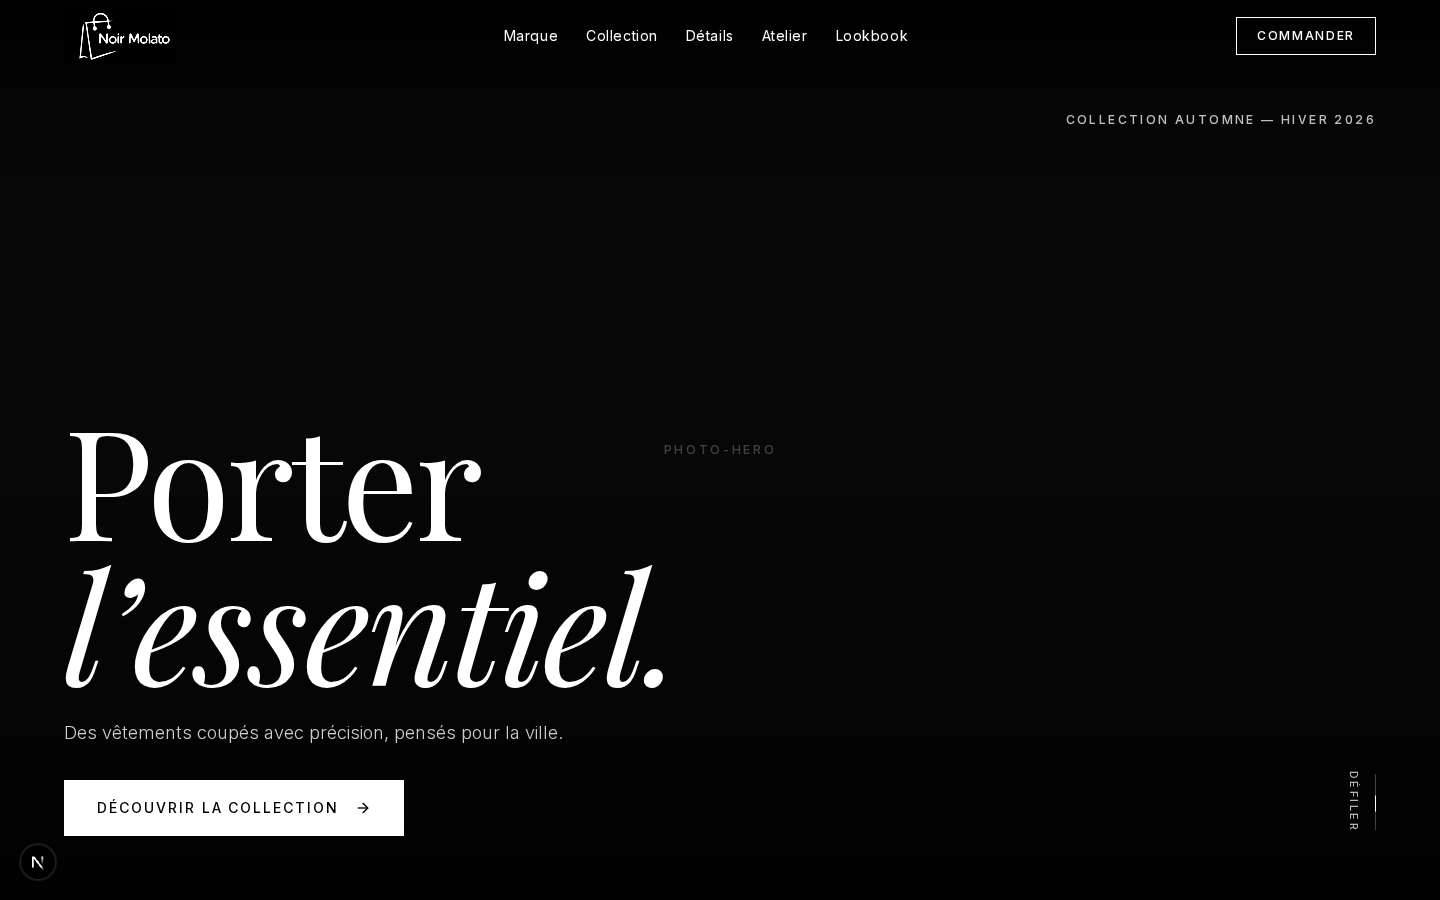 Noir Molato
Marque
Collection
Détails
Atelier
Lookbook
COMMANDER
COLLECTION AUTOMNE — HIVER 2026
PHOTO-HERO
Porter
l’essentiel.
Des vêtements coupés avec précision, pensés pour la ville.
DÉCOUVRIR LA COLLECTION →
DÉFILER
N